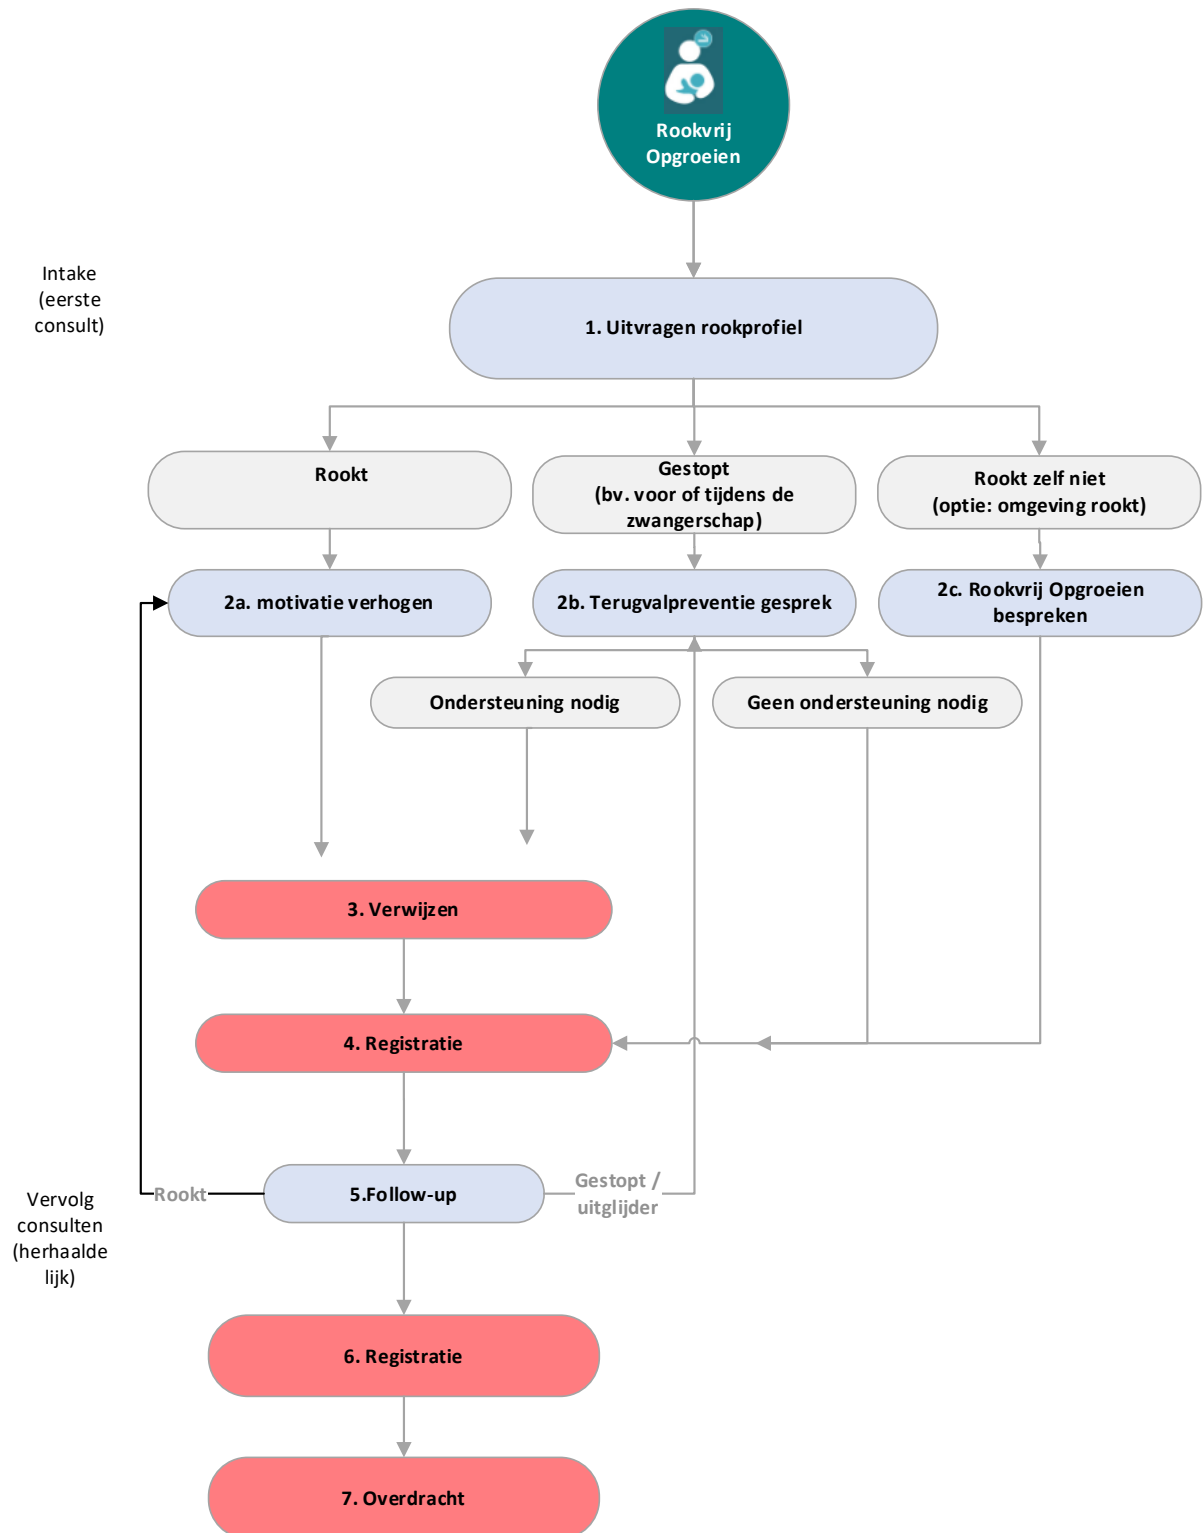 Rookvrij
Opgroeien
Intake
(eerste
consult)
1. Uitvragen rookprofiel
Rookt
Gestopt
(bv. voor of tijdens de
zwangerschap)
Rookt zelf niet
(optie: omgeving rookt)
2a. motivatie verhogen
2b. Terugvalpreventie gesprek
2c. Rookvrij Opgroeien
bespreken
Ondersteuning nodig
Geen ondersteuning nodig
3. Verwijzen
4. Registratie
Vervolg
consulten
(herhaalde
lijk)
Rookt
5.Follow-up
Gestopt /
uitglijder
6. Registratie
7. Overdracht